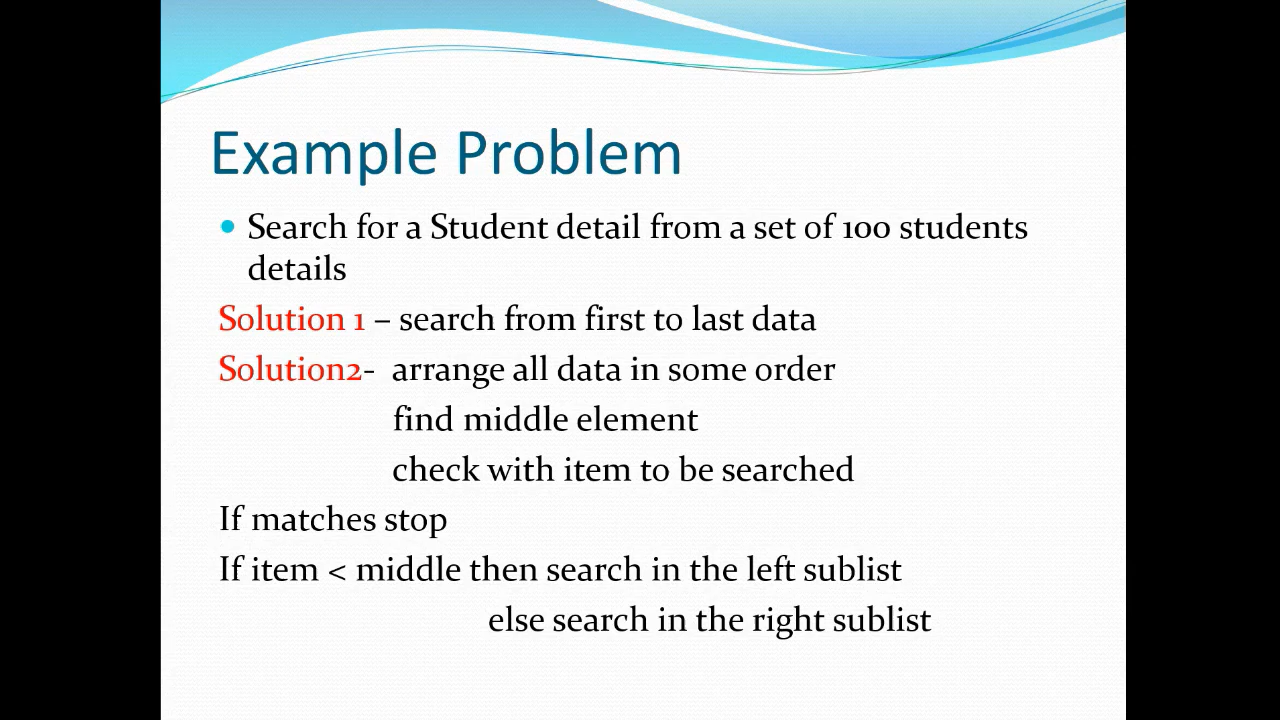 Example Problem
• Search for a Student detail from a set of 100 students
details
Solution 1 – search from first to last data
Solution2- arrange all data in some order
find middle element
check with item to be searched
If matches stop
If item < middle then search in the left sublist
else search in the right sublist